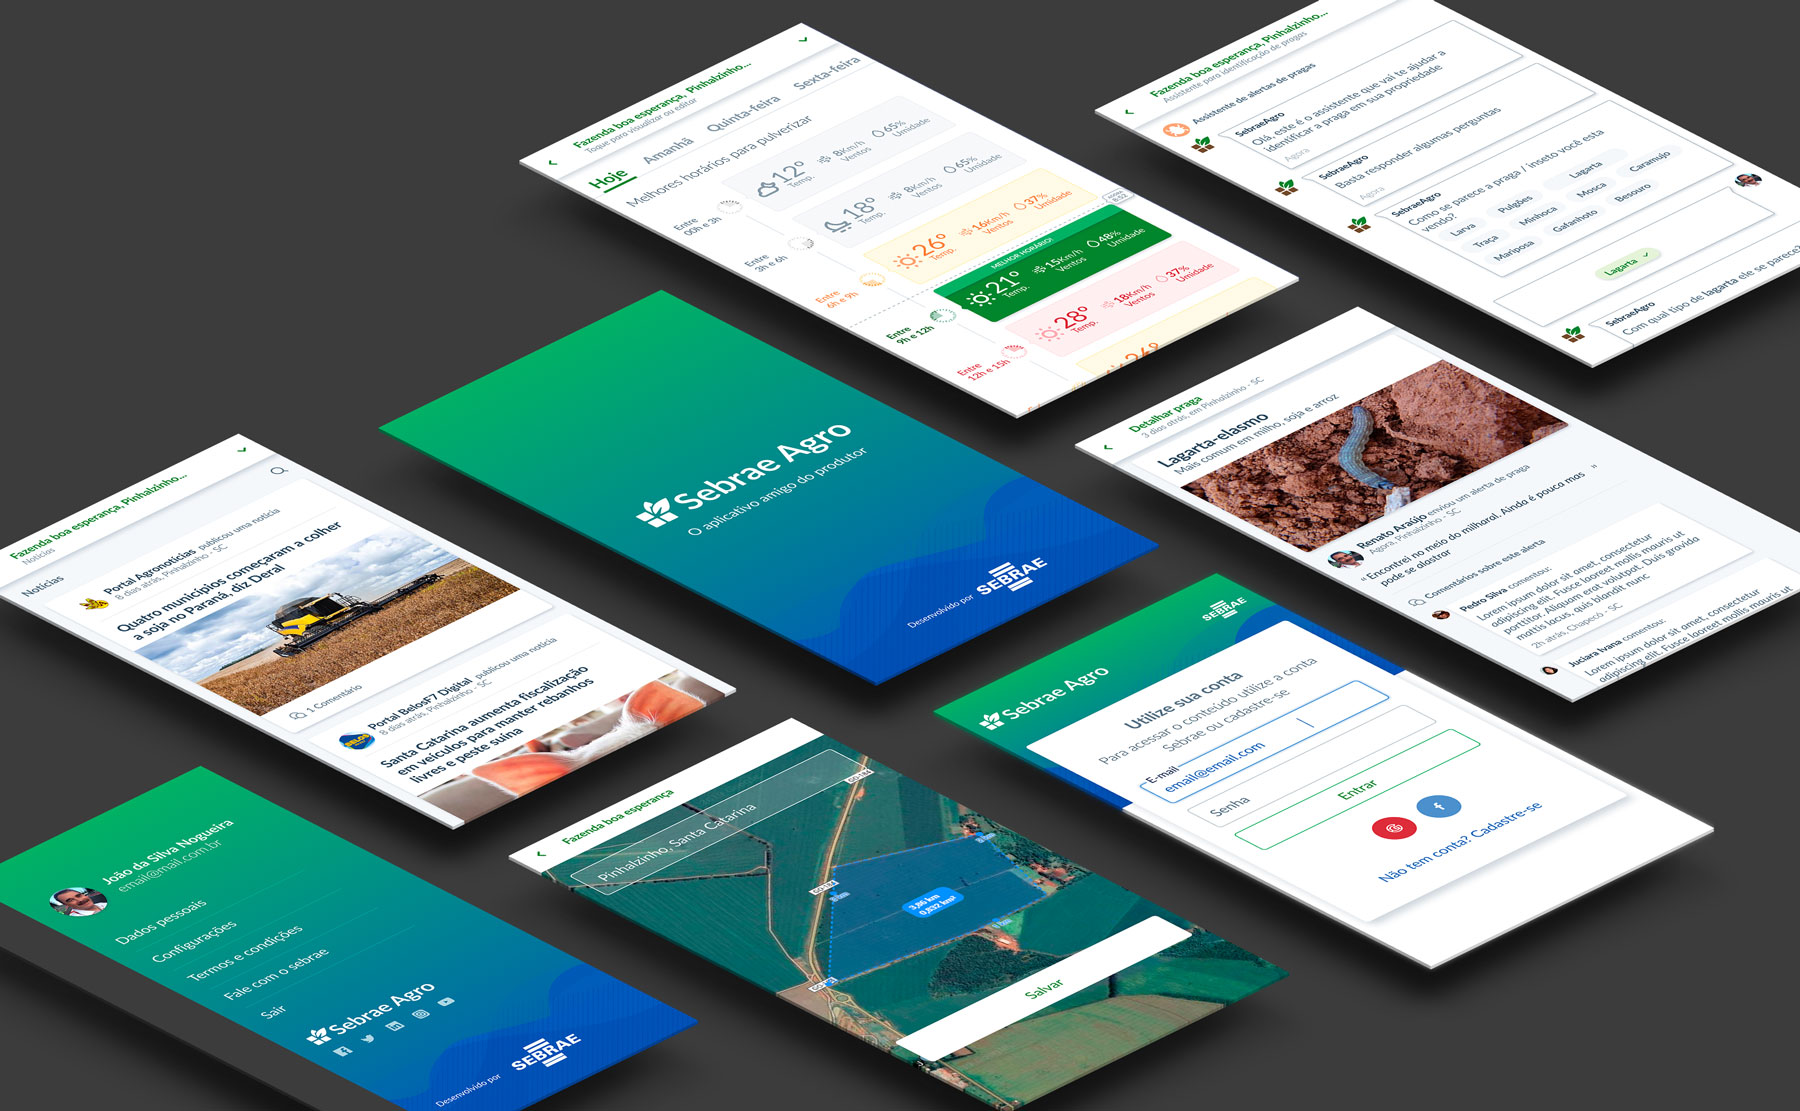 Fazenda boa esperança, Pinhalzinho...
Toque para visualizar ou editar
Hoje
Amanhã
Quinta-feira
Sexta-feira
Melhores horários para pulverizar
Entre
00h e 3h
12°
Temp.
8Km/h
Ventos
65%
Umidade
Entre
3h e 6h
18°
Temp.
8Km/h
Ventos
65%
Umidade
Entre
6h e 9h
26°
Temp.
16Km/h
Ventos
37%
Umidade
MELHOR HORÁRIO!
Entre
9h e 12h
21°
Temp.
15Km/h
Ventos
48%
Umidade
Entre
12h e 15h
28°
Temp.
18Km/h
Ventos
37%
Umidade
Fazenda boa esperança, Pinhalzinho...
Assistente para identificação de pragas
Assistente de alertas de pragas
SebraeAgro
Olá, este é o assistente que vai te ajudar a
identificar a praga em sua propriedade
Agora
SebraeAgro
Basta responder algumas perguntas
Agora
SebraeAgro
Como se parece a praga / inseto você esta
vendo?
Larva
Pulgões
Lagarta
Caramujo
Traça
Minhoca
Mosca
Mariposa
Gafanhoto
Besouro
Lagarta
SebraeAgro
Com qual tipo de lagarta ele se parece?
Sebrae Agro
O aplicativo amigo do produtor
Desenvolvido por
SEBRAE
Detalhar praga
3 dias atrás, em Pinhalzinho - SC
Lagarta-elasmo
Mais comum em milho, soja e arroz
Renato Araújo enviou um alerta de praga
Agora, Pinhalzinho - SC
“ Encontrei no meio do milharal. Ainda é pouca mas ”
pode se alastrar
Comentários sobre este alerta
Pedro Silva comentou:
Lorem ipsum dolor sit amet, consectetur
adipiscing elit. Fusce laoreet mollis mauris ut
porttitor. Aliquam erat volutpat. Duis gravida
mattis lacus, quis blandit nunc
2h atrás, Chapecó - SC
Juciara Ivana comentou:
Lorem ipsum dolor sit amet, consectetur
adipiscing elit. Fusce laoreet mollis mauris ut
Fazenda boa esperança, Pinhalzinho...
Notícias
Notícias
Portal Agronotícias publicou uma notícia
8 dias atrás, Pinhalzinho - SC
Quatro municípios começaram a colher
a soja no Paraná, diz Deral
1 Comentário
Portal BelosF7 Digital publicou uma notícia
8 dias atrás, Pinhalzinho - SC
Santa Catarina aumenta fiscalização
em veículos para manter rebanhos
livres e peste suína
SEBRAE
Sebrae Agro
Utilize sua conta
Para acessar o conteúdo utilize a conta
Sebrae ou cadastre-se
E-mail
email@email.com
Senha
Entrar
Não tem conta? Cadastre-se
Fazenda boa esperança
Pinhalzinho, Santa Catarina
3,86 km
0,832 km²
Salvar
João da Silva Nogueira
email@mail.com.br
Dados pessoais
Configurações
Termos e condições
Fale com o sebrae
Sair
Sebrae Agro
Desenvolvido por
SEBRAE